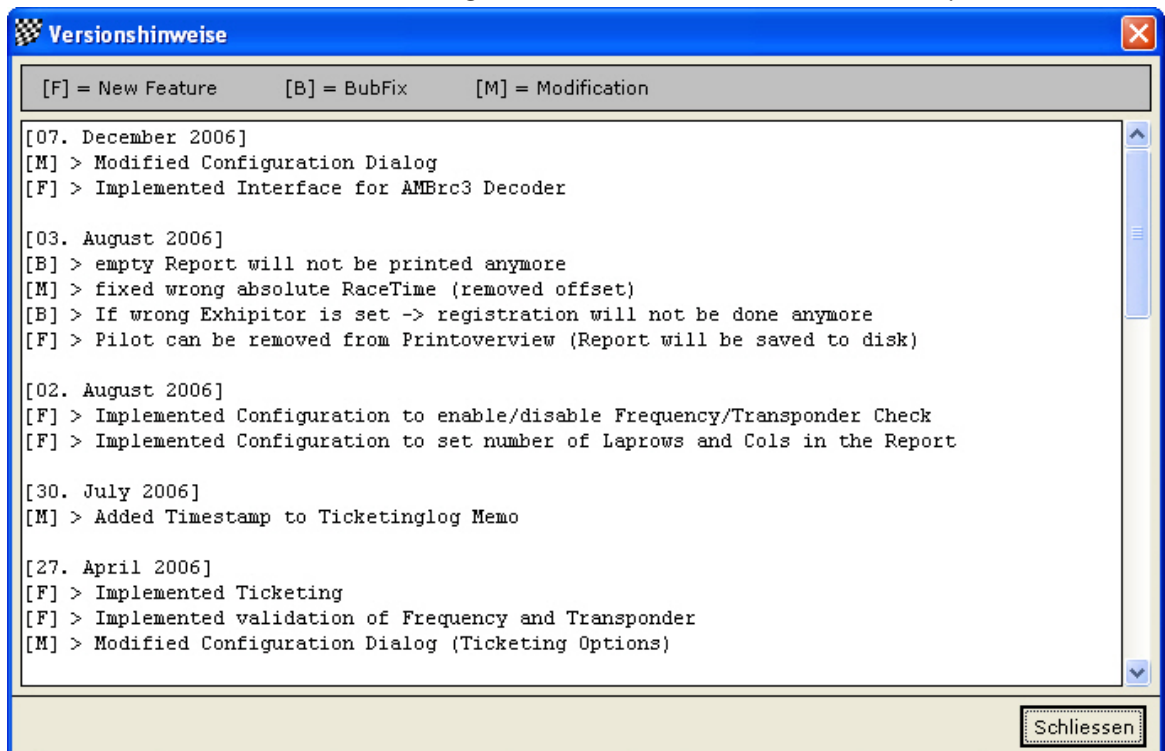 Versionshinweise
[F] = New Feature [B] = BubFix [M] = Modification
[07. December 2006]
[M] > Modified Configuration Dialog
[F] > Implemented Interface for AMBrc3 Decoder
[03. August 2006]
[B] > empty Report will not be printed anymore
[M] > fixed wrong absolute RaceTime (removed offset)
[B] > If wrong Exhipitor is set -> registration will not be done anymore
[F] > Pilot can be removed from Printoverview (Report will be saved to disk)
[02. August 2006]
[F] > Implemented Configuration to enable/disable Frequency/Transponder Check
[F] > Implemented Configuration to set number of Laprows and Cols in the Report
[30. July 2006]
[M] > Added Timestamp to Ticketinglog Memo
[27. April 2006]
[F] > Implemented Ticketing
[F] > Implemented validation of Frequency and Transponder
[M] > Modified Configuration Dialog (Ticketing Options)
Schliessen